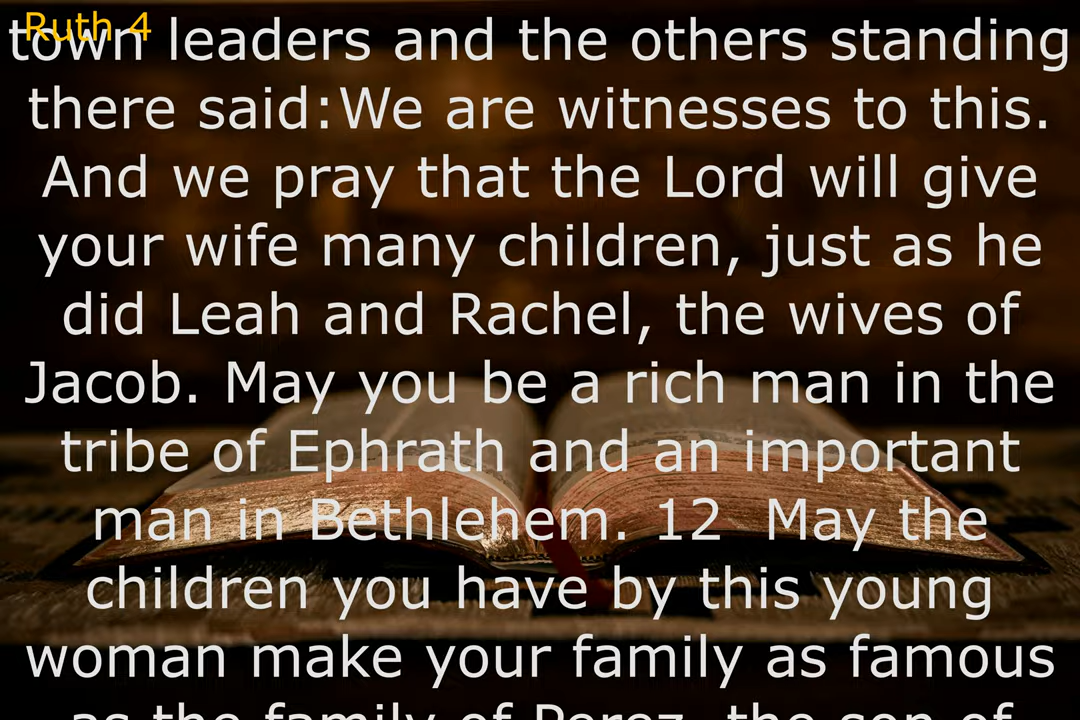 Ruth 4
town leaders and the others standing
there said:We are witnesses to this.
And we pray that the Lord will give
your wife many children, just as he
did Leah and Rachel, the wives of
Jacob. May you be a rich man in the
tribe of Ephrath and an important
man in Bethlehem. 12 May the
children you have by this young
woman make your family as famous
as the family of Perez, the son of